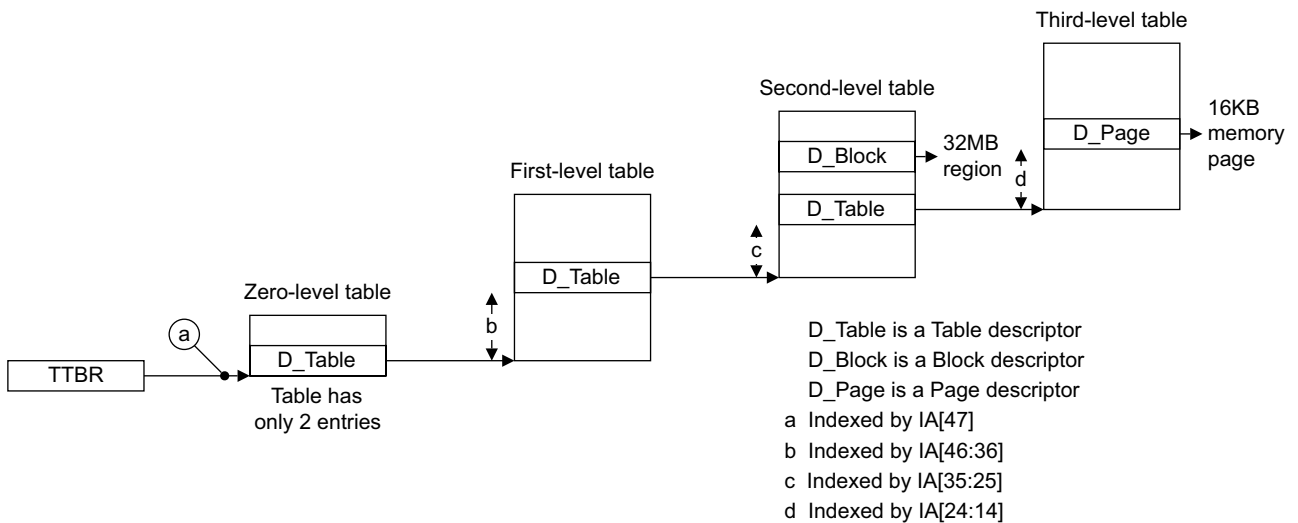 Third-level table
D_Page
16KB
memory
page
Second-level table
D_Block
32MB
region
d
D_Table
c
First-level table
D_Table
b
Zero-level table
a
D_Table
TTBR
Table has
only 2 entries
D_Table is a Table descriptor
D_Block is a Block descriptor
D_Page is a Page descriptor
a Indexed by IA[47]
b Indexed by IA[46:36]
c Indexed by IA[35:25]
d Indexed by IA[24:14]